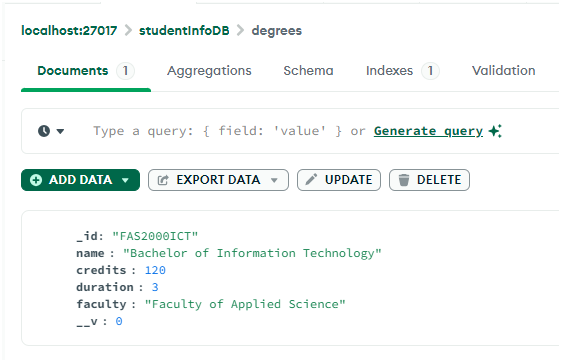 localhost:27017 > studentInfoDB > degrees
Documents 1 Aggregations Schema Indexes 1 Validation
Type a query: { field: 'value' } or Generate query
ADD DATA EXPORT DATA UPDATE DELETE
_id: "FAS2000ICT"
name : "Bachelor of Information Technology"
credits : 120
duration : 3
faculty : "Faculty of Applied Science"
__v : 0